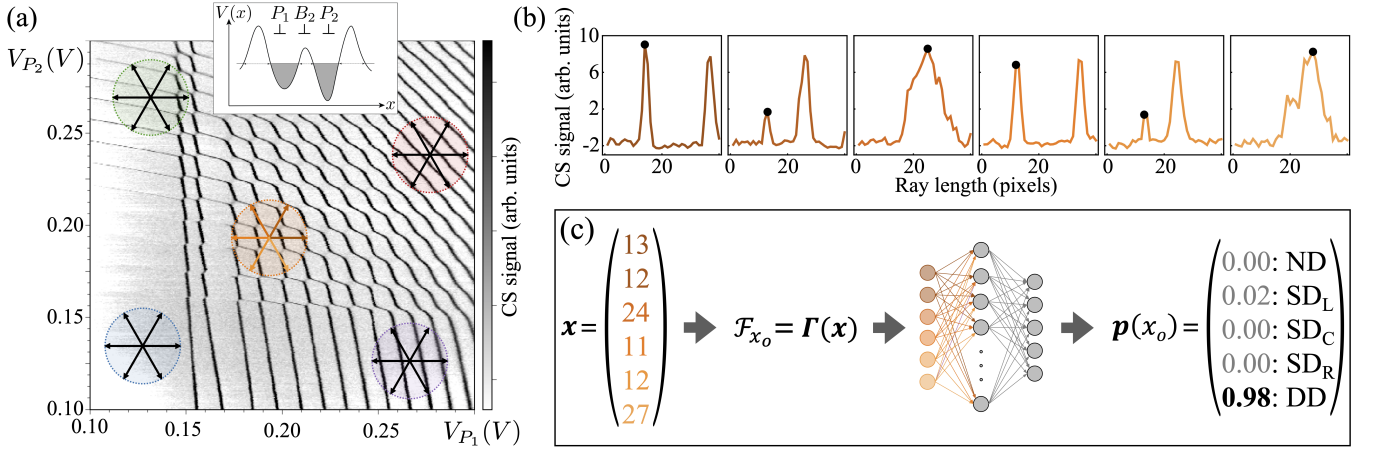 (a)
V(x)
P1 B2 P2
x
VP2(V)
0.25
0.20
0.15
0.10
0.10 0.15 0.20 0.25 VP1(V)
CS signal (arb. units)
(b)
CS signal (arb. units)
10
6
2
-2
0 20 0 20 0 20 0 20 0 20 0 20
Ray length (pixels)
(c)
x = 13 12 24 11 12 27
ℱxo = Γ(x)
p(xo) =
0.00: ND
0.02: SDL
0.00: SDC
0.00: SDR
0.98: DD